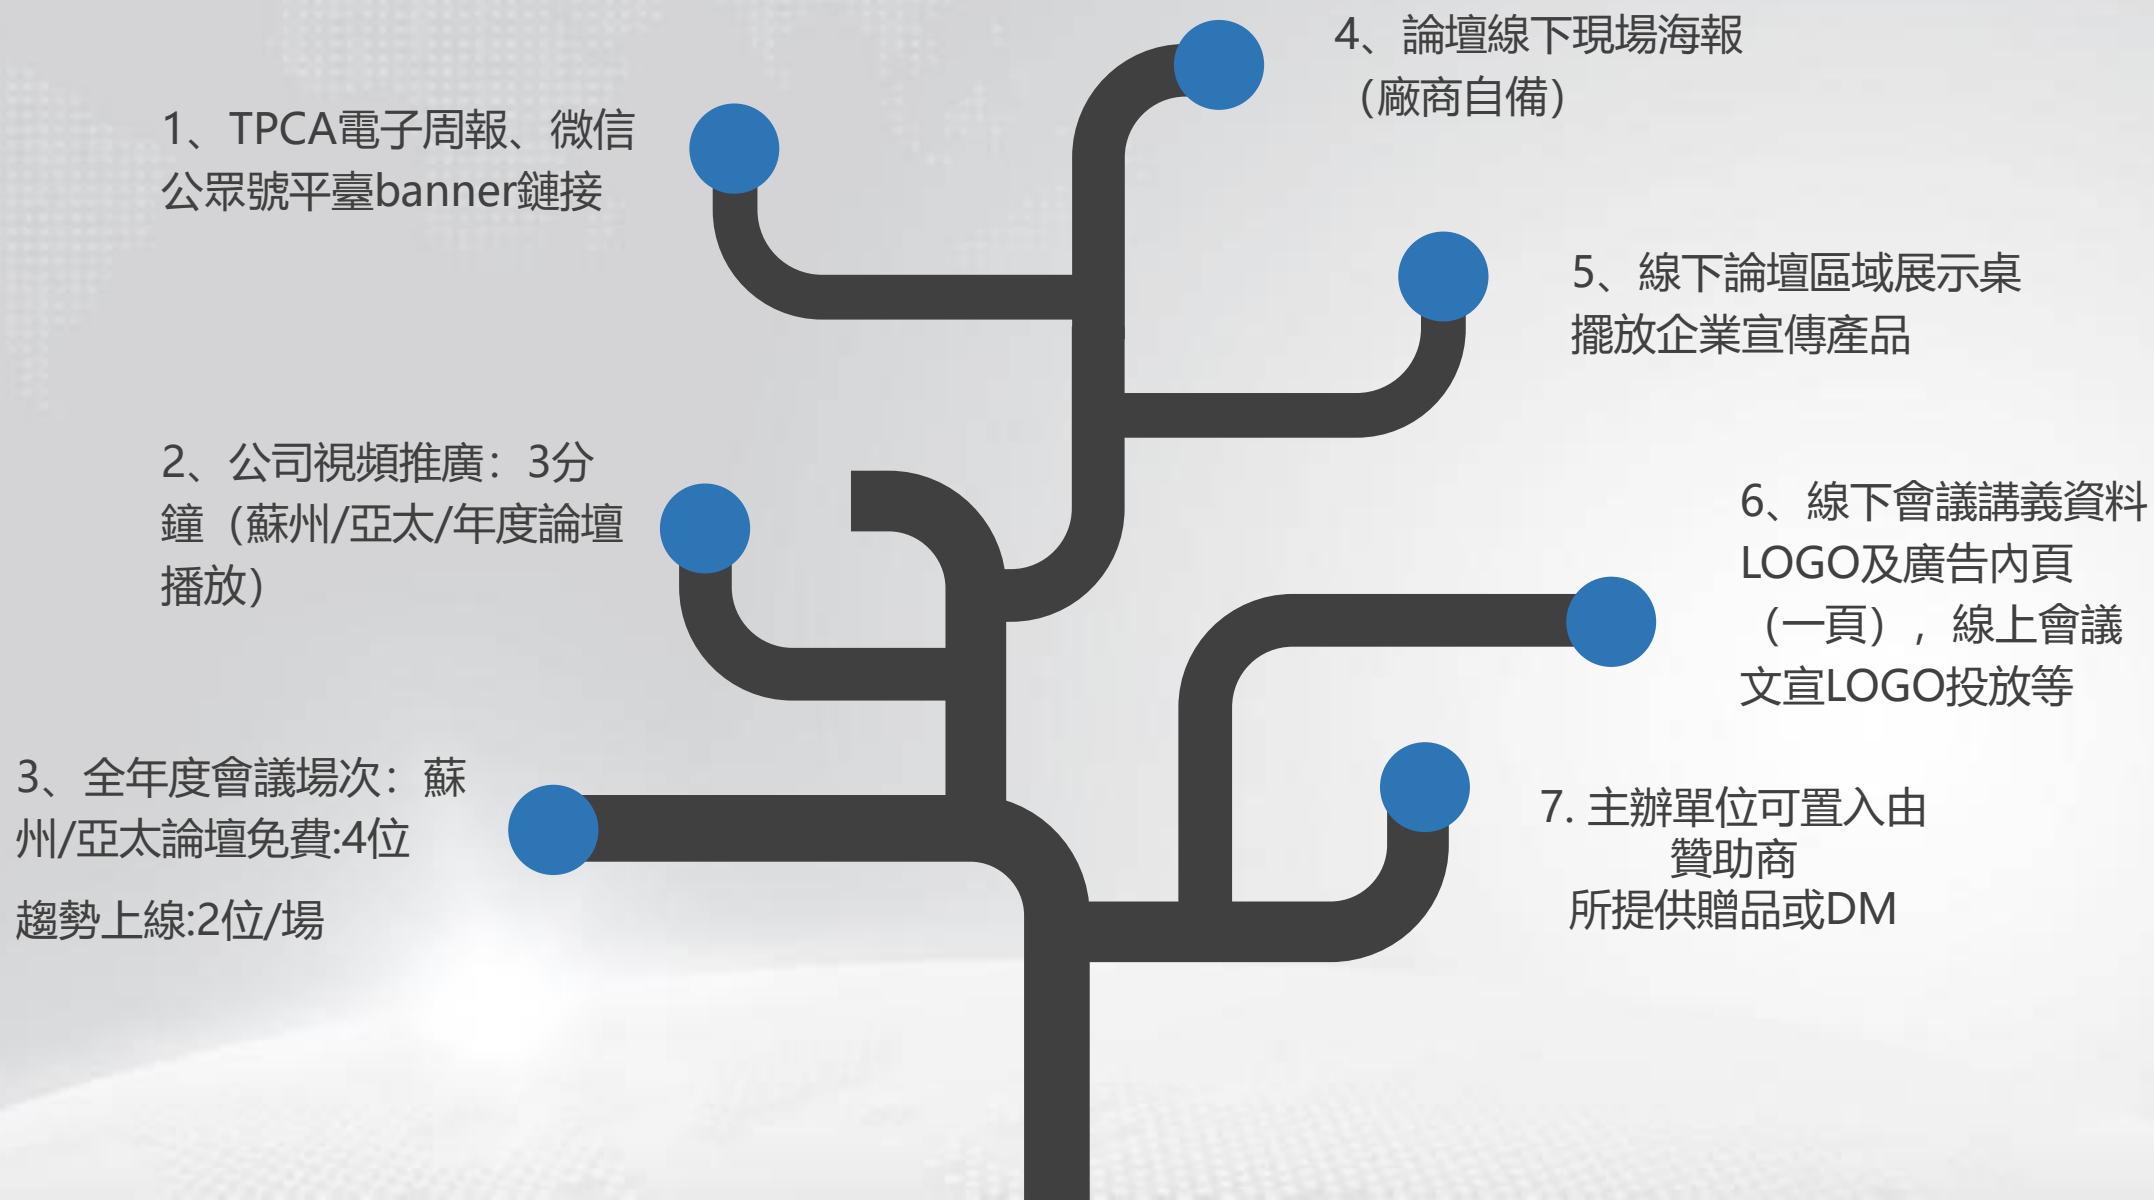 1、TPCA電子周報、微信
公眾號平臺banner鏈接
2、公司視頻推廣：3分
鐘（蘇州/亞太/年度論壇
播放）
3、全年度會議場次：蘇
州/亞太論壇免費:4位
趨勢上線:2位/場
4、論壇線下現場海報
（廠商自備）
5、線下論壇區域展示桌
擺放企業宣傳產品
6、線下會議講義資料
LOGO及廣告內頁
（一頁），線上會議
文宣LOGO投放等
7. 主辦單位可置入由
贊助商
所提供贈品或DM